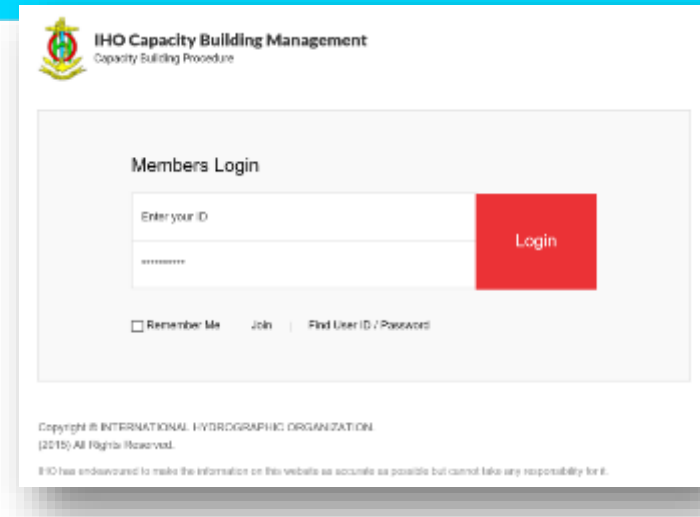 IHO Capacity Building Management
Capacity Building Procedure
Members Login
Enter your ID
Login
**********
Remember Me Join | Find User ID / Password
Copyright © INTERNATIONAL HYDROGRAPHIC ORGANIZATION.
(2015) All Rights Reserved.
IHO has endeavoured to make the information on this website as accurate as possible but cannot take any responsibility for it.